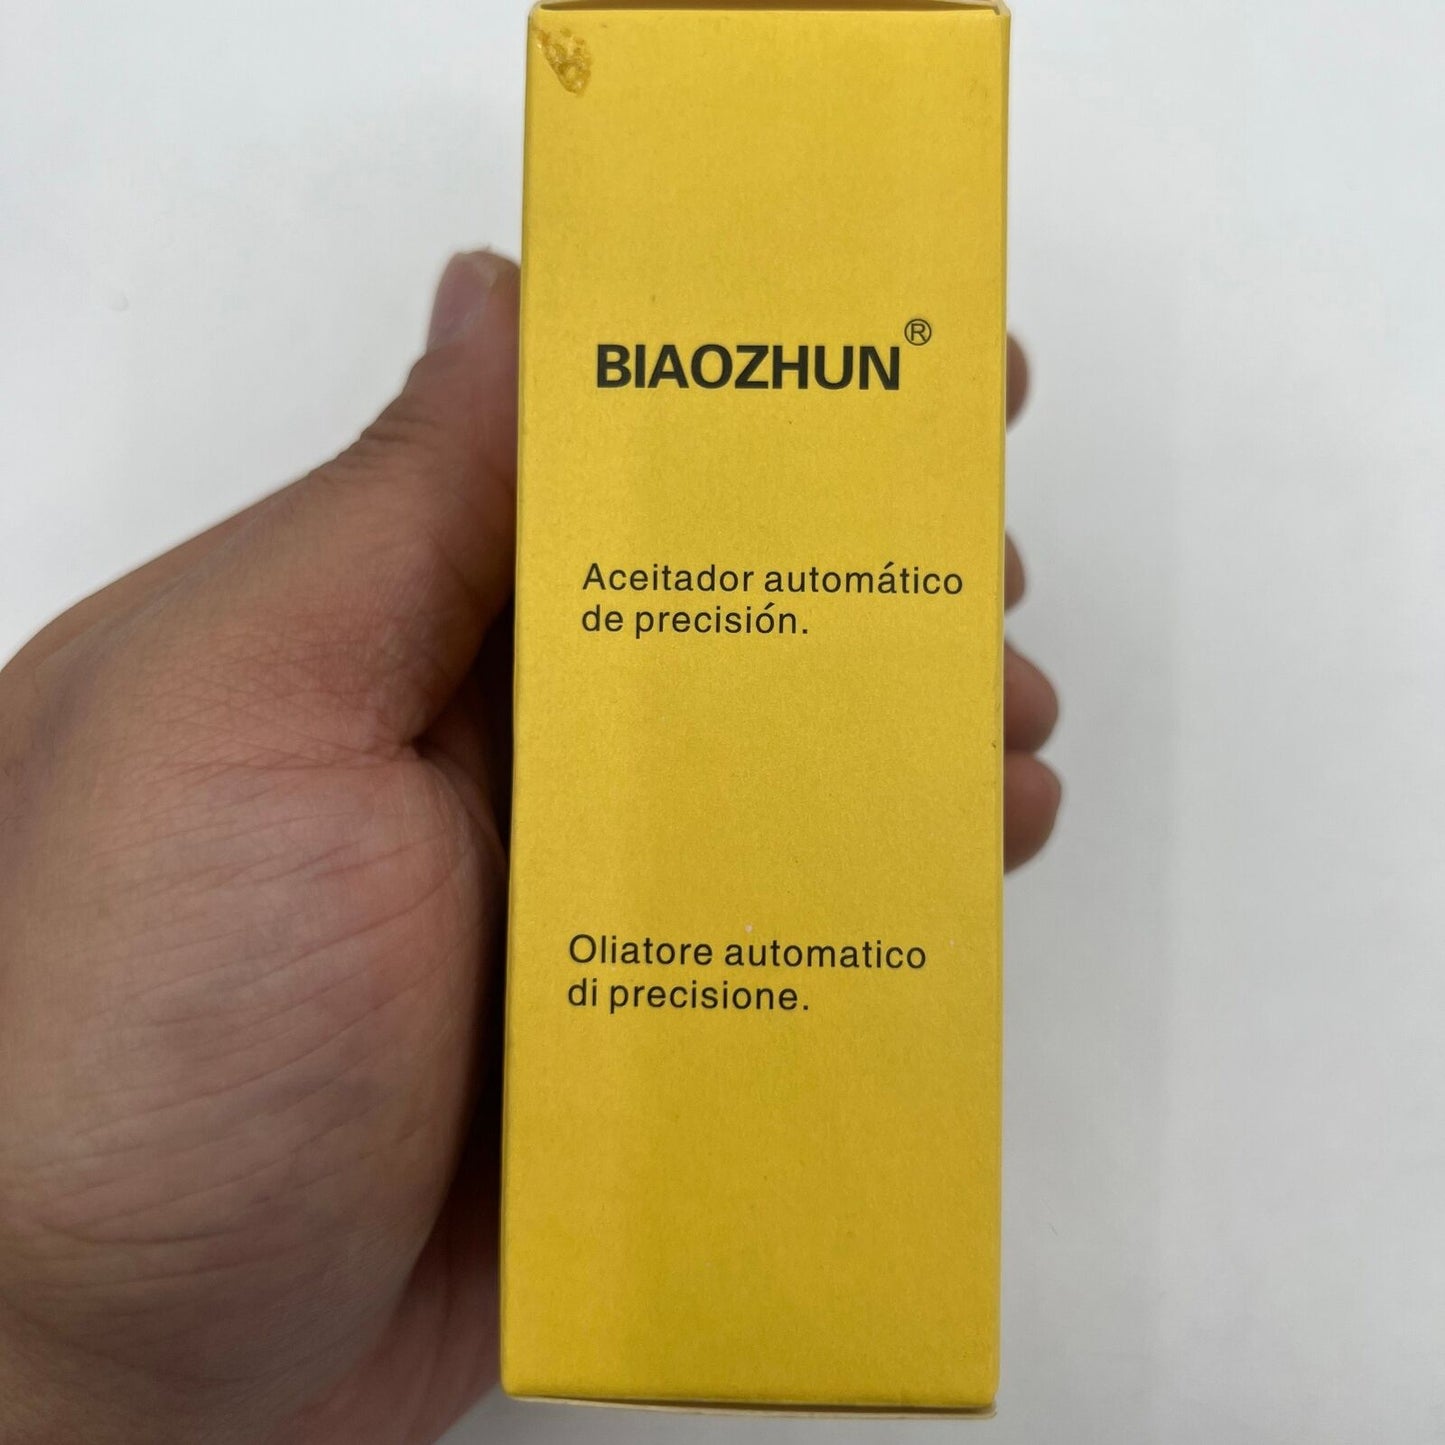 BIAOZHUN®
Aceitador automático
de precisión.
Oliatore automatico
di precisione.